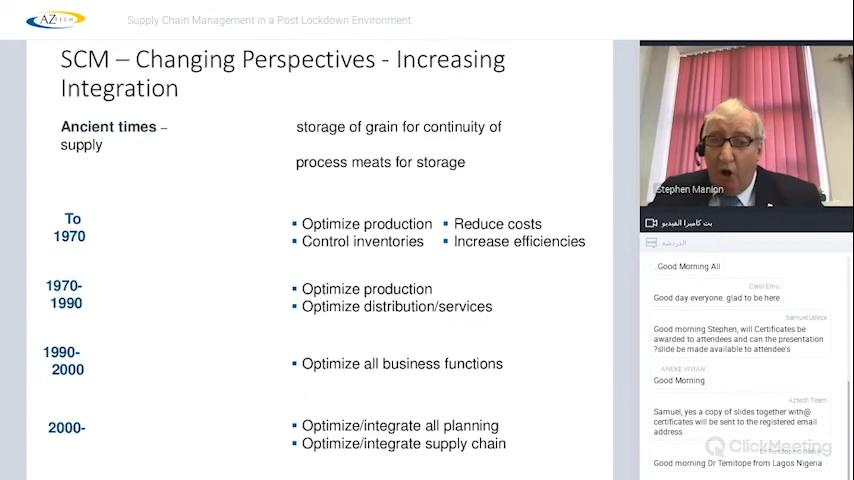 AZTECH
Supply Chain Management in a Post Lockdown Environment
SCM – Changing Perspectives - Increasing
Integration
Ancient times – storage of grain for continuity of
supply
process meats for storage
To
1970
▪ Optimize production ▪ Reduce costs
▪ Control inventories ▪ Increase efficiencies
1970-
1990
▪ Optimize production
▪ Optimize distribution/services
1990-
2000
▪ Optimize all business functions
2000-
▪ Optimize/integrate all planning
▪ Optimize/integrate supply chain
Stephen Manion
بث كاميرا الفيديو
الدردشة
..Good Morning All
Carol Emu
Good day everyone. glad to be here
Samuel Udeze
Good morning Stephen, will Certificates be
awarded to attendees and can the presentation
?slide be made available to attendee's
ANEKE VIVIAN
Good Morning
Aztech Team
Samuel, yes a copy of slides together with@
certificates will be sent to the registered email
address
ClickMeeting
Good morning Dr Temitope from Lagos Nigeria